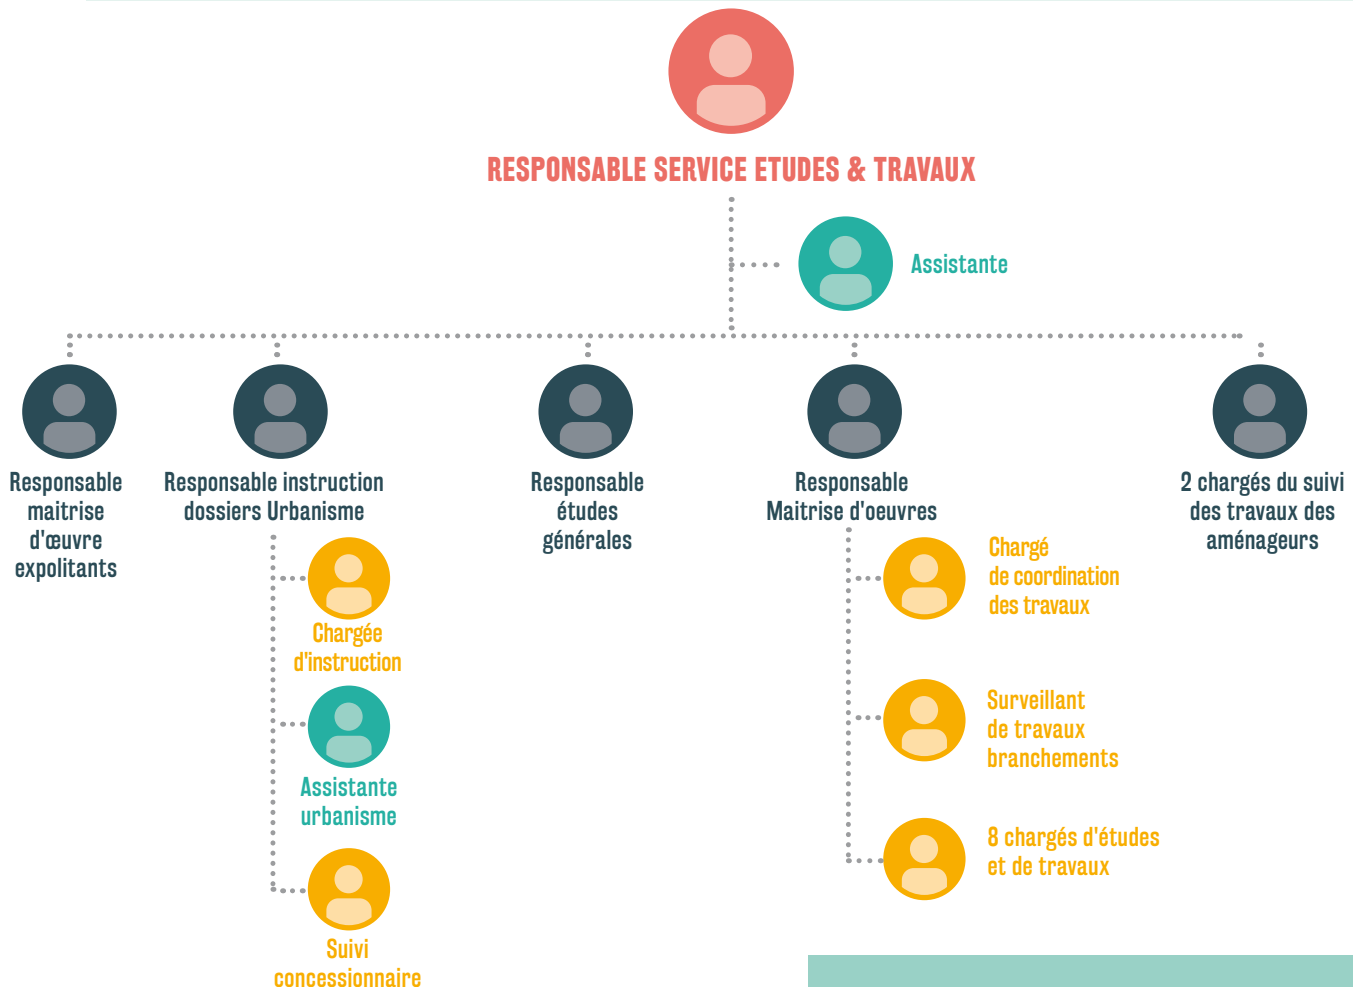 RESPONSABLE SERVICE ETUDES & TRAVAUX
Assistante
Responsable
maitrise
d'œuvre
expolitants
Responsable instruction
dossiers Urbanisme
Responsable
études
générales
Responsable
Maitrise d'oeuvres
2 chargés du suivi
des travaux des
aménageurs
Chargée
d'instruction
Assistante
urbanisme
Suivi
concessionnaire
Chargé
de coordination
des travaux
Surveillant
de travaux
branchements
8 chargés d'études
et de travaux